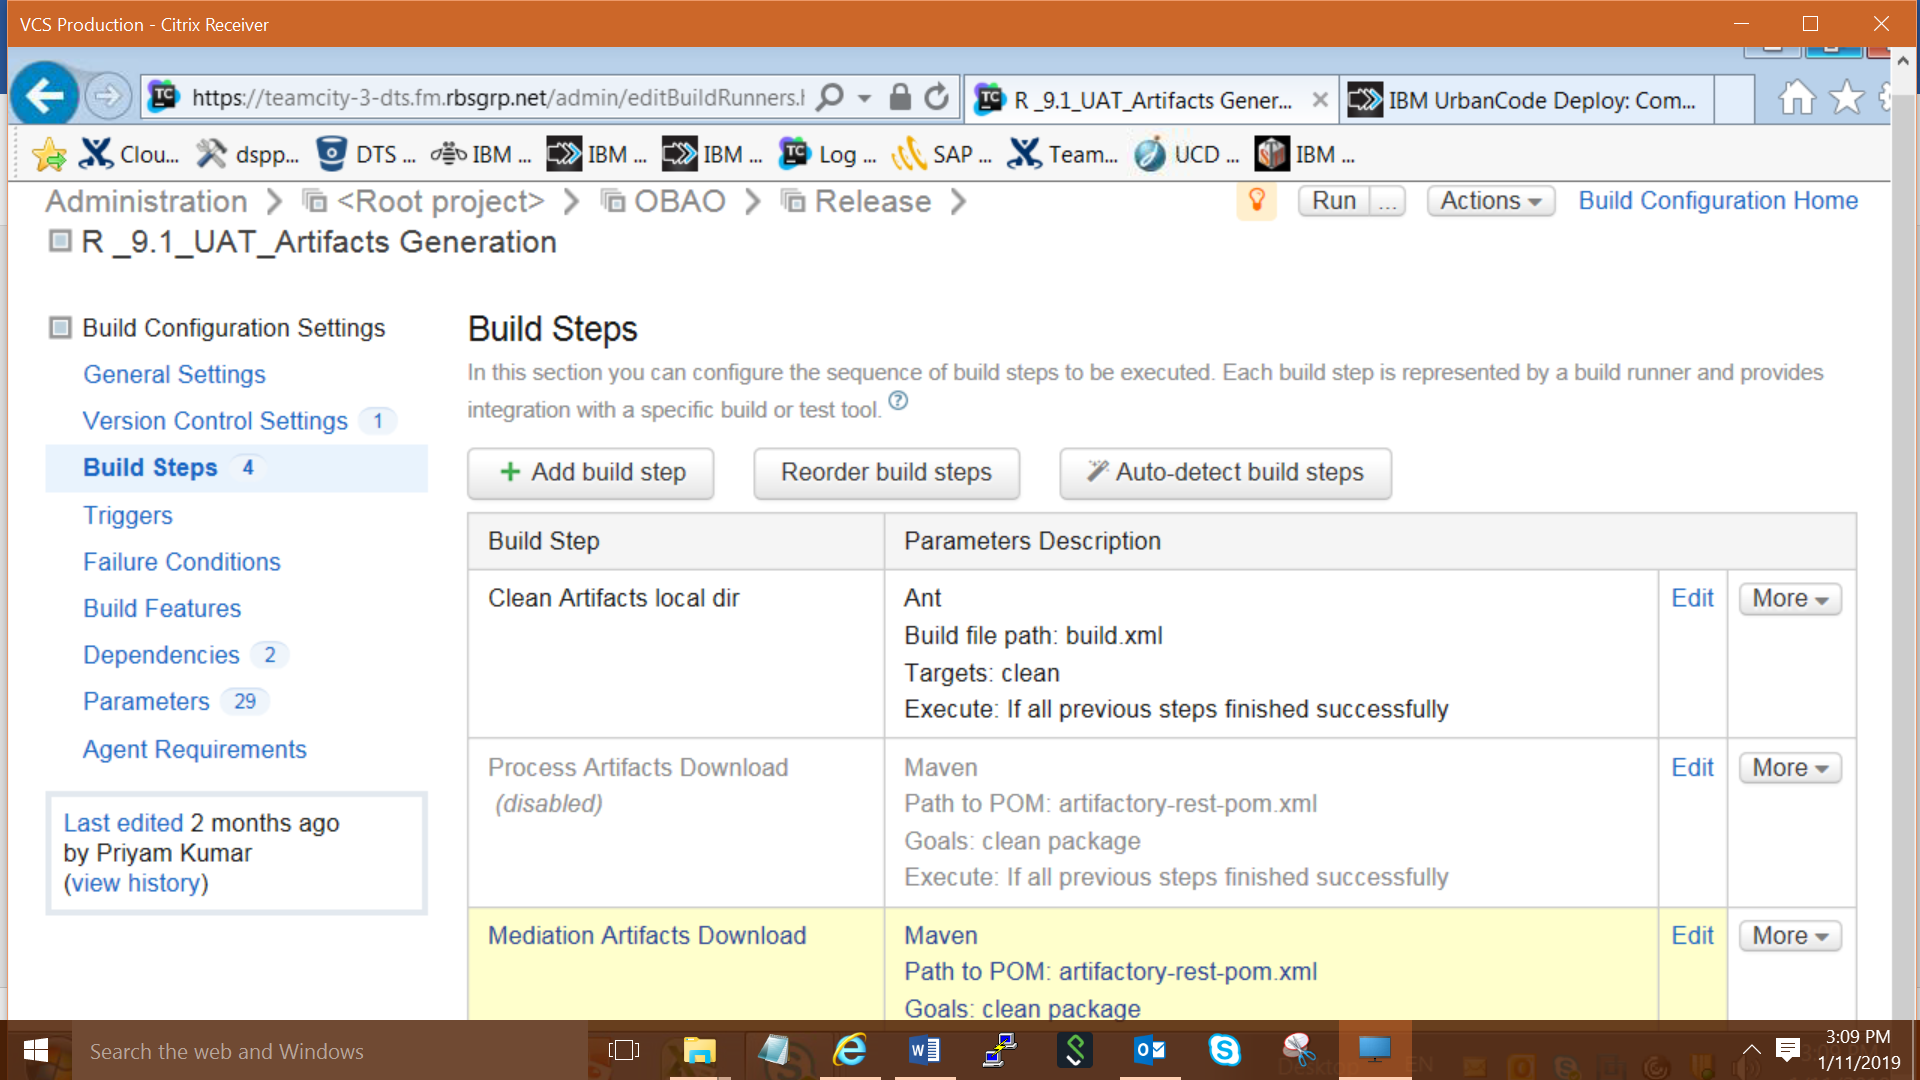 VCS Production - Citrix Receiver
https://teamcity-3-dts.fm.rbsgrp.net/admin/editBuildRunners.h
R _9.1_UAT_Artifacts Gener...
IBM UrbanCode Deploy: Com...
Clou... dspp... DTS ... IBM ... IBM ... IBM ... Log ... SAP ... Team... UCD ... IBM ...
Administration <Root project> OBAO Release
Run ... Actions Build Configuration Home
R _9.1_UAT_Artifacts Generation
Build Configuration Settings
General Settings
Version Control Settings 1
Build Steps 4
Triggers
Failure Conditions
Build Features
Dependencies 2
Parameters 29
Agent Requirements
Last edited 2 months ago
by Priyam Kumar
(view history)
Build Steps
In this section you can configure the sequence of build steps to be executed. Each build step is represented by a build runner and provides
integration with a specific build or test tool. ?
+ Add build step Reorder build steps Auto-detect build steps
Build Step Parameters Description
Clean Artifacts local dir Ant Edit More
Build file path: build.xml
Targets: clean
Execute: If all previous steps finished successfully
Process Artifacts Download Maven Edit More
(disabled) Path to POM: artifactory-rest-pom.xml
Goals: clean package
Execute: If all previous steps finished successfully
Mediation Artifacts Download Maven Edit More
Path to POM: artifactory-rest-pom.xml
Goals: clean package
Search the web and Windows
3:09 PM
1/11/2019